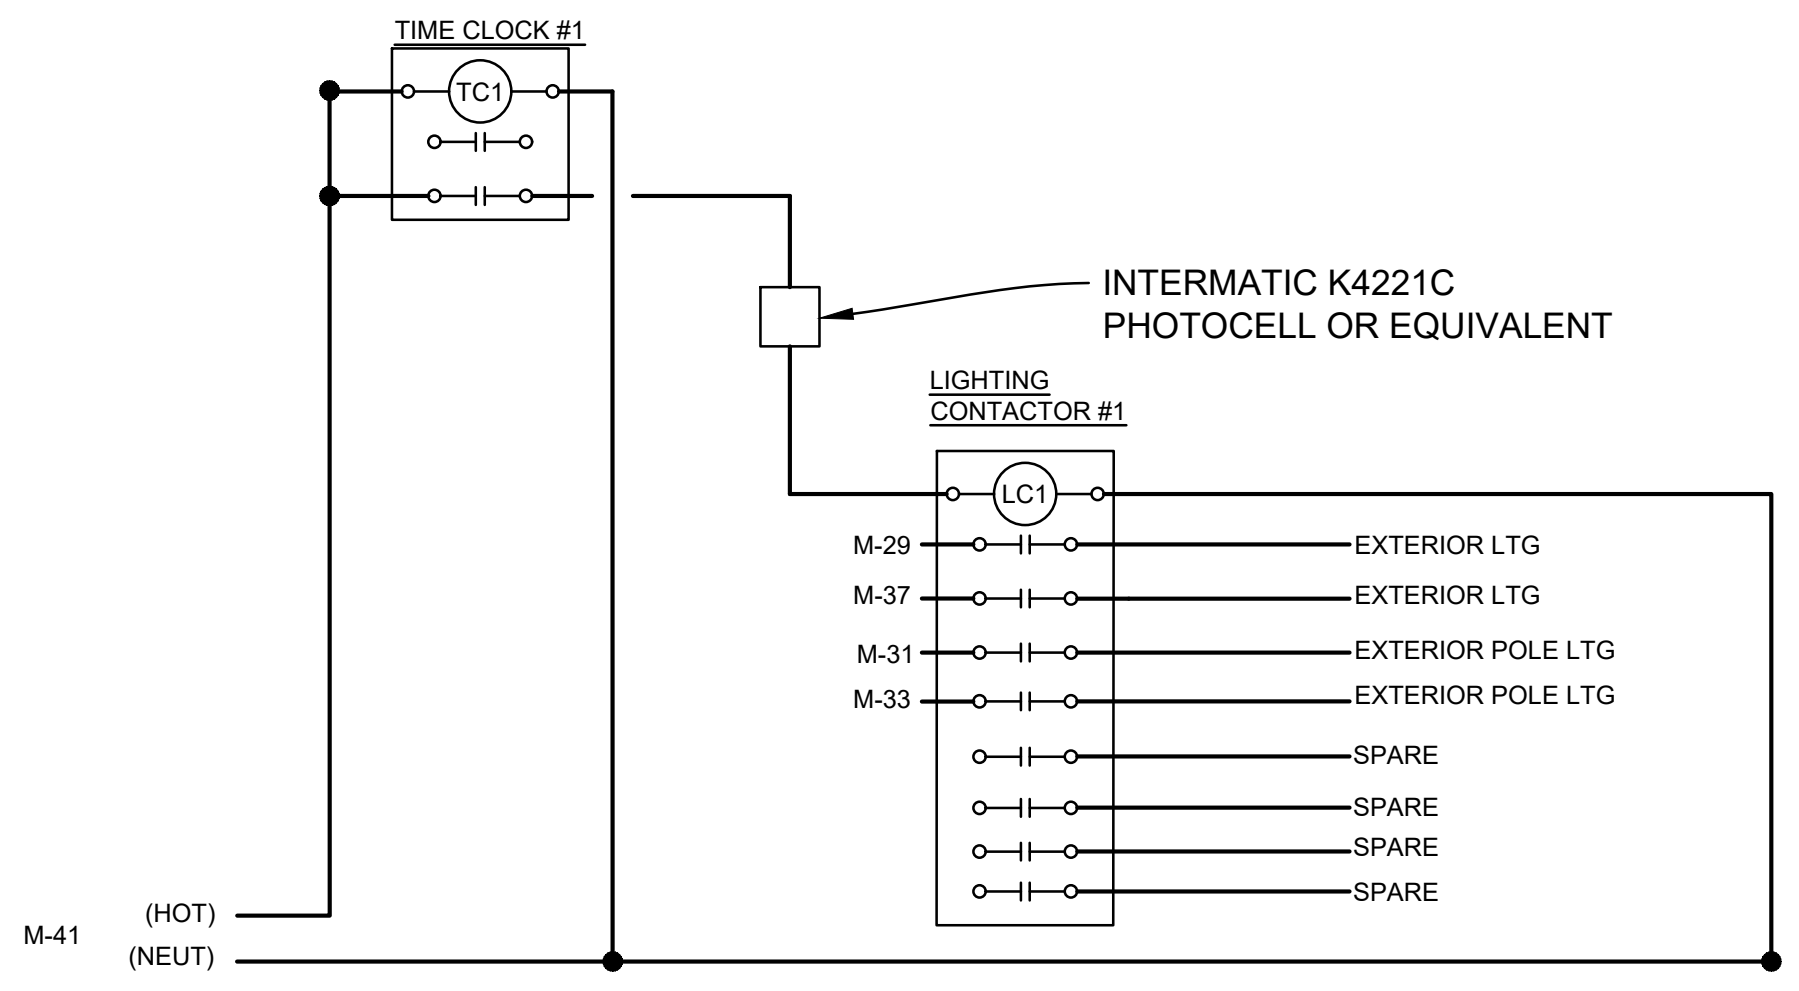 TIME CLOCK #1
TC1
INTERMATIC K4221C
PHOTOCELL OR EQUIVALENT
LIGHTING
CONTACTOR #1
LC1
M-29 EXTERIOR LTG
M-37 EXTERIOR LTG
M-31 EXTERIOR POLE LTG
M-33 EXTERIOR POLE LTG
SPARE
SPARE
SPARE
SPARE
(HOT)
M-41
(NEUT)